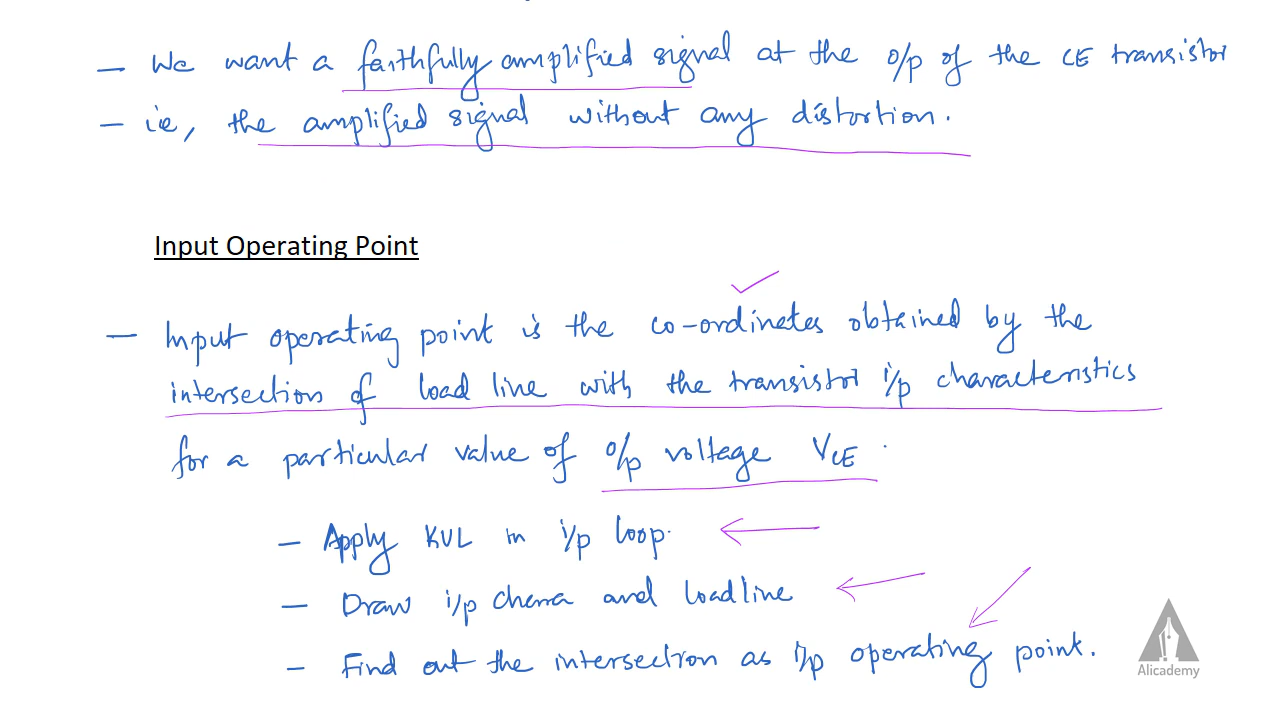 — We want a faithfully amplified signal at the o/p of the CE transistor
— ie, the amplified signal without any distortion.
Input Operating Point
— Input operating point is the co-ordinates obtained by the
intersection of load line with the transistor i/p characteristics
for a particular value of o/p voltage VCE.
— Apply KVL in i/p loop.
— Draw i/p chara and loadline
— Find out the intersection as i/p operating point.
Alicademy